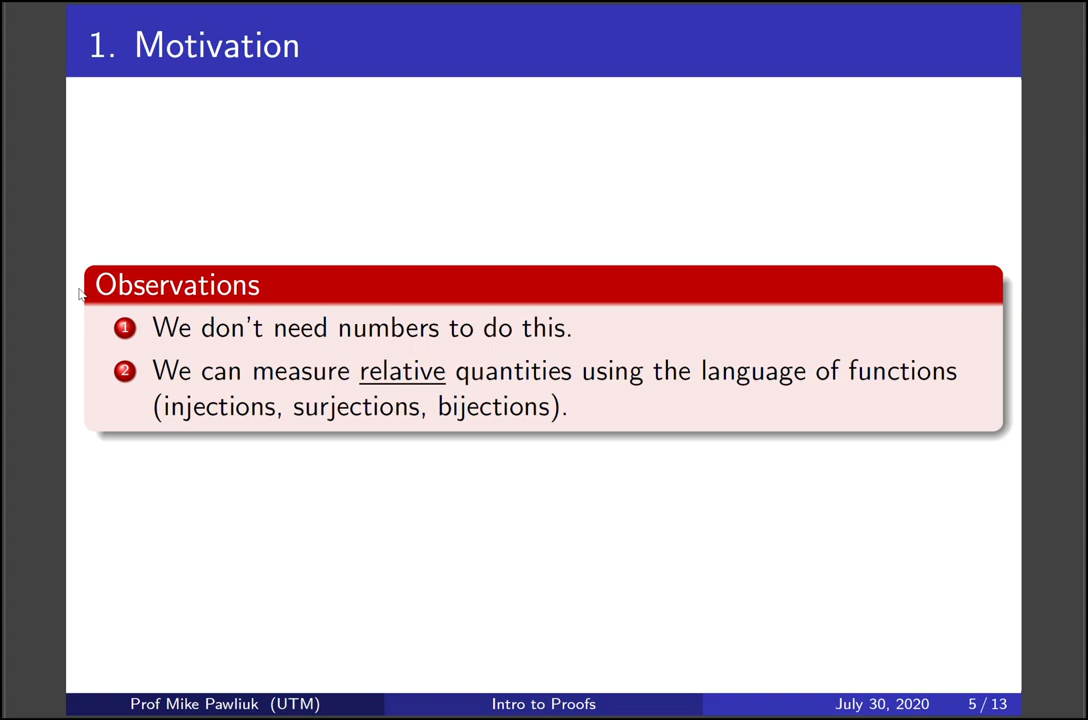 1. Motivation
Observations
1 We don't need numbers to do this.
2 We can measure relative quantities using the language of functions
(injections, surjections, bijections).
Prof Mike Pawliuk (UTM) Intro to Proofs July 30, 2020 5 / 13